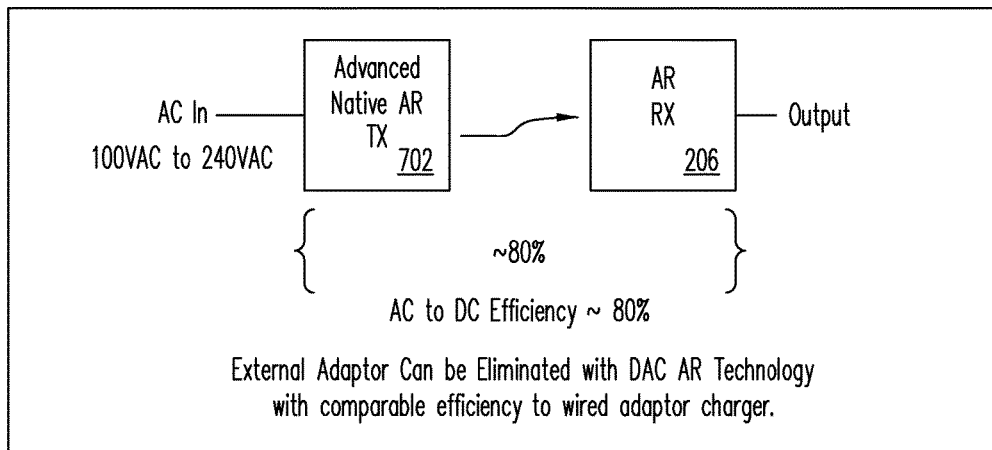 Advanced
Native AR
TX
702
AR
RX
206
AC In
100VAC to 240VAC
Output
~80%
AC to DC Efficiency ~ 80%
External Adaptor Can be Eliminated with DAC AR Technology
with comparable efficiency to wired adaptor charger.